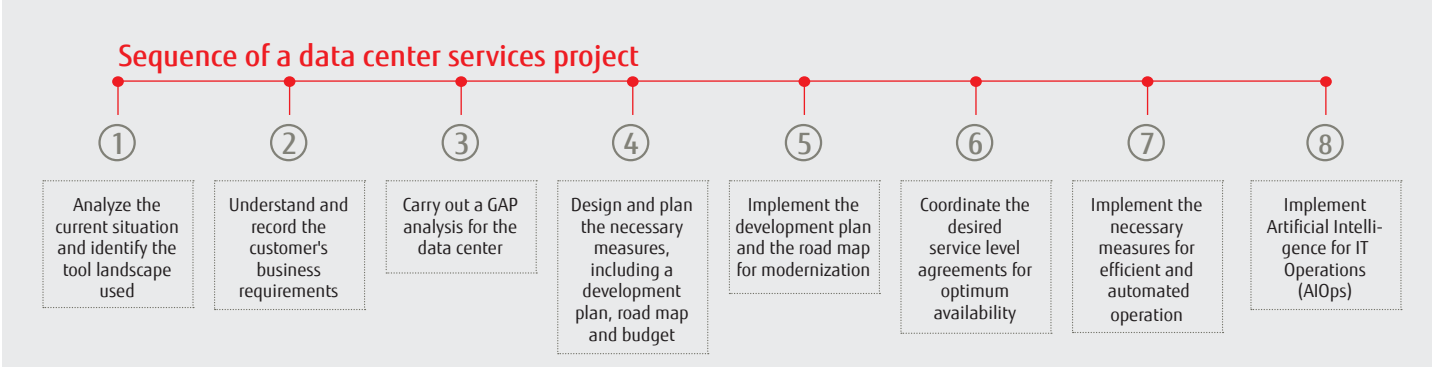 Sequence of a data center services project
1
Analyze the
current situation
and identify the
tool landscape
used
2
Understand and
record the
customer's
business
requirements
3
Carry out a GAP
analysis for the
data center
4
Design and plan
the necessary
measures,
including a
development
plan, road map
and budget
5
Implement the
development plan
and the road map
for modernization
6
Coordinate the
desired
service level
agreements for
optimum
availability
7
Implement the
necessary
measures for
efficient and
automated
operation
8
Implement
Artificial Intelli-
gence for IT
Operations
(AIOps)